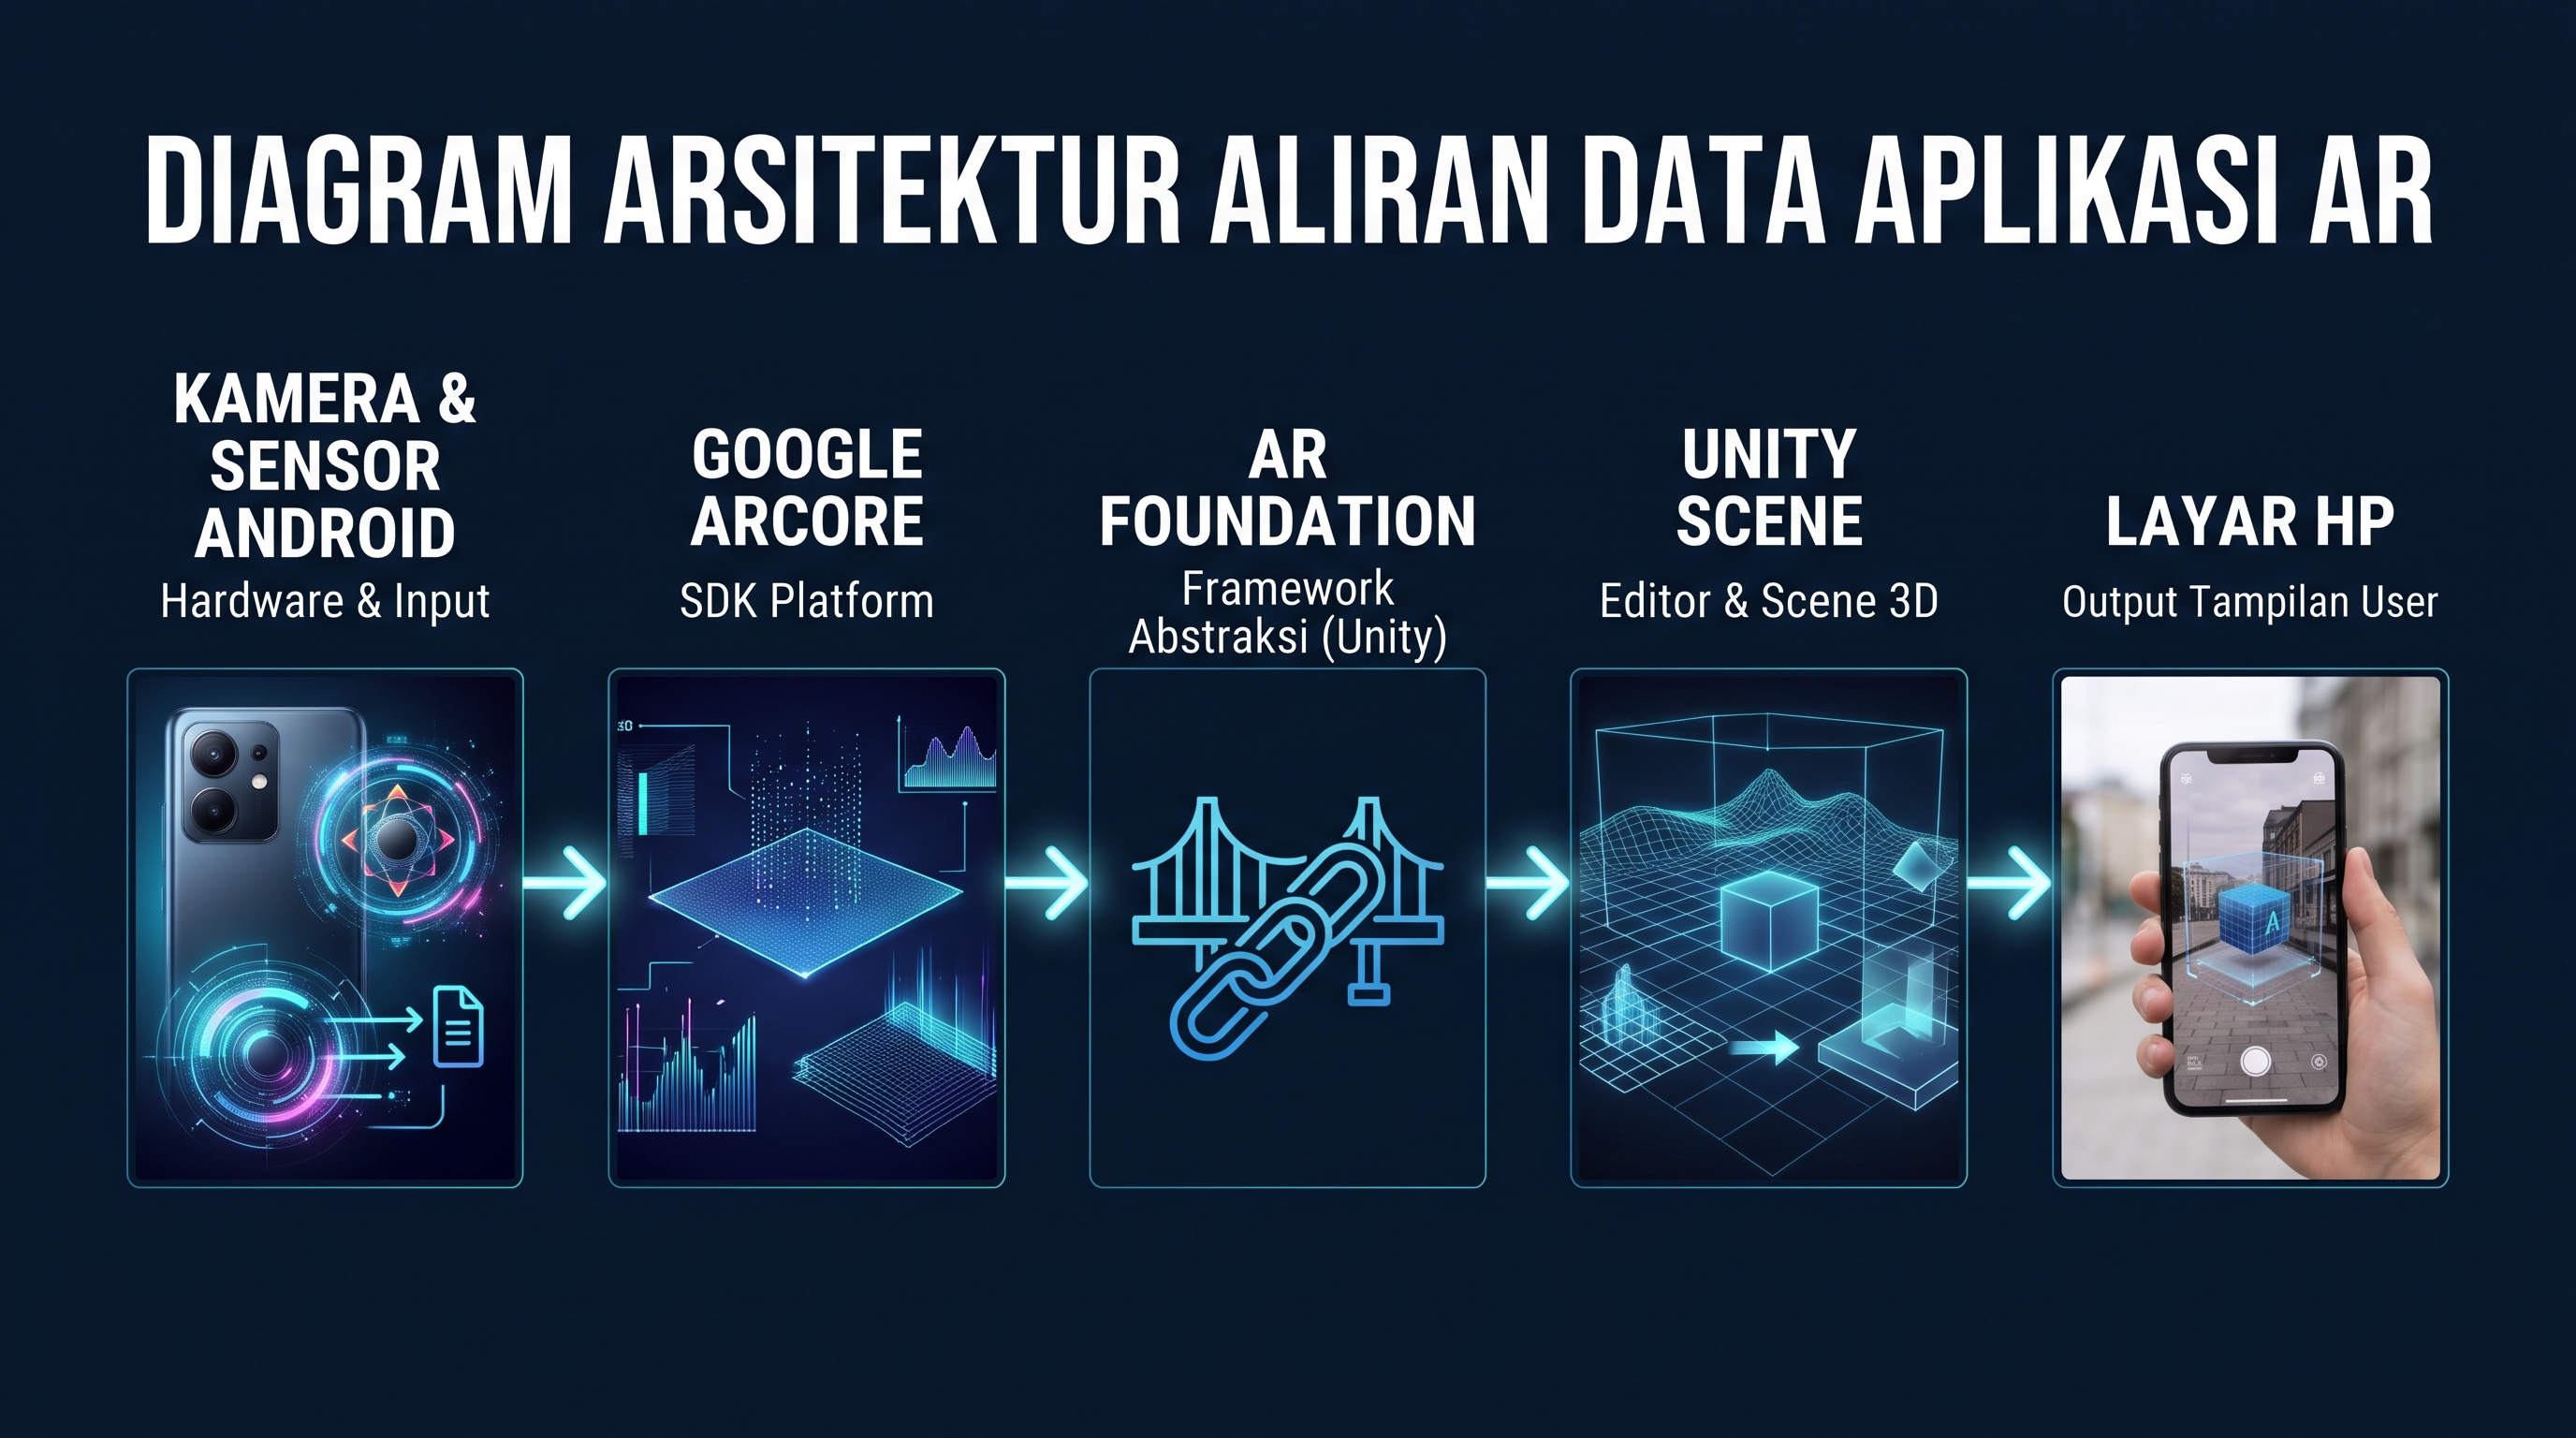 DIAGRAM ARSITEKTUR ALIRAN DATA APLIKASI AR
KAMERA &
SENSOR
ANDROID
Hardware & Input
GOOGLE
ARCORE
SDK Platform
AR
FOUNDATION
Framework
Abstraksi (Unity)
UNITY
SCENE
Editor & Scene 3D
LAYAR HP
Output Tampilan User
A